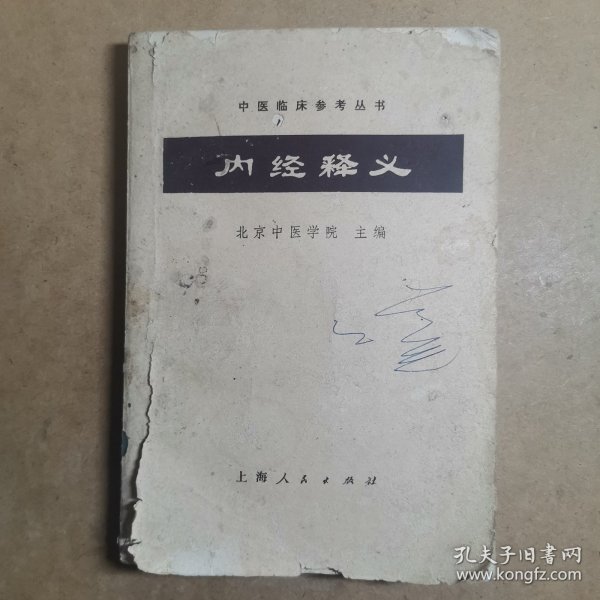 中医临床参考丛书
内经释义
北京中医学院 主编
上海人民出版社
孔夫子旧书网
www.kongfz.com